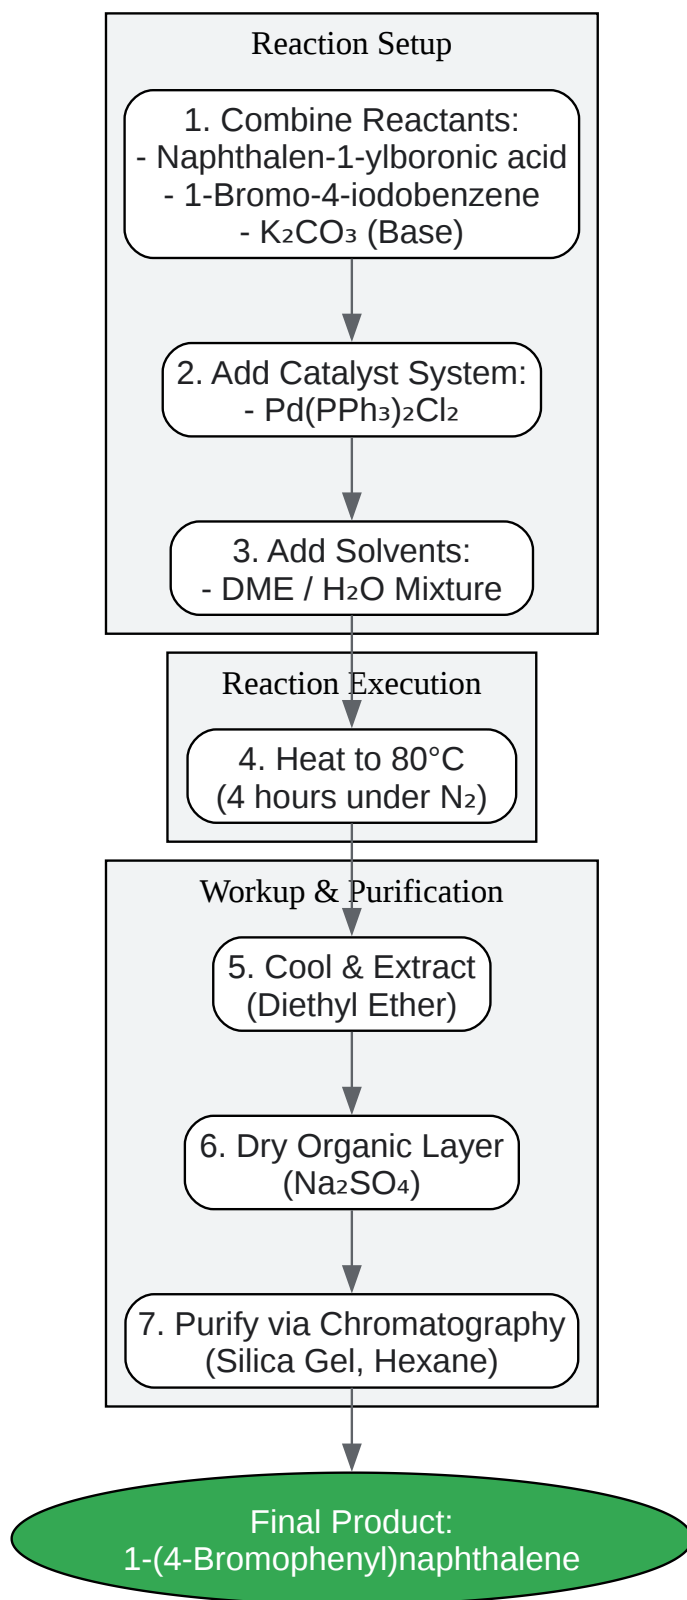 Reaction Setup
1. Combine Reactants:
- Naphthalen-1-ylboronic acid
- 1-Bromo-4-iodobenzene
- K₂CO₃ (Base)
2. Add Catalyst System:
- Pd(PPh₃)₂Cl₂
3. Add Solvents:
- DME / H₂O Mixture
Reaction Execution
4. Heat to 80°C
(4 hours under N₂)
Workup & Purification
5. Cool & Extract
(Diethyl Ether)
6. Dry Organic Layer
(Na₂SO₄)
7. Purify via Chromatography
(Silica Gel, Hexane)
Final Product:
1-(4-Bromophenyl)naphthalene